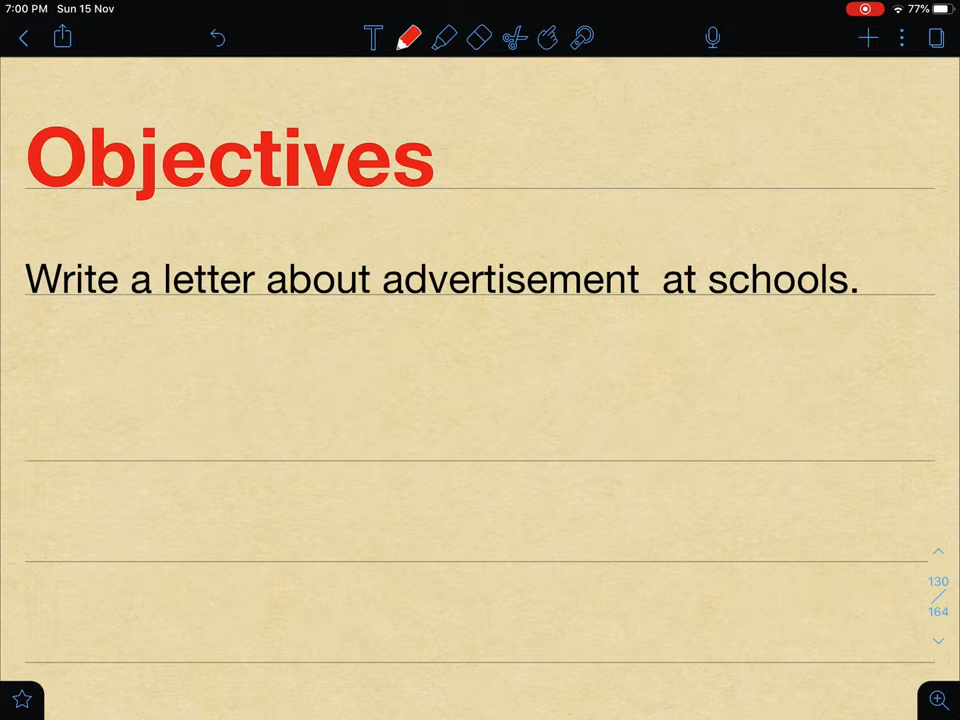 7:00 PM Sun 15 Nov
77%
T
Objectives
Write a letter about advertisement  at schools.
130
164